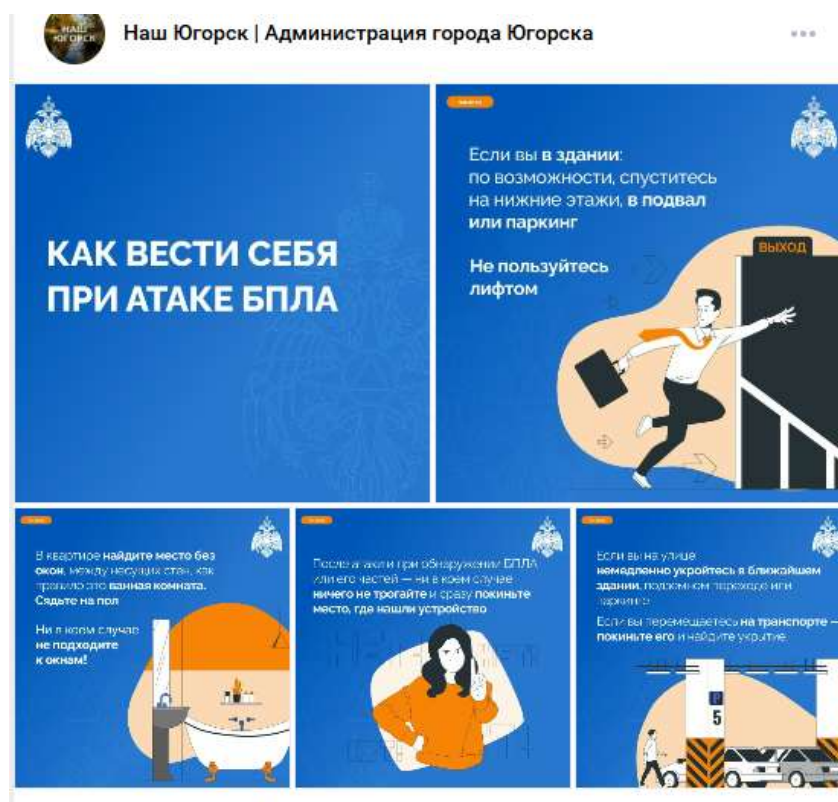 НАШ
ЮГОРСК
Наш Югорск | Администрация города Югорска
КАК ВЕСТИ СЕБЯ
ПРИ АТАКЕ БПЛА
Если вы в здании:
по возможности, спуститесь
на нижние этажи, в подвал
или паркинг
Не пользуйтесь
лифтом
ВЫХОД
В квартире найдите место без
окон, между несущих стен, как
правило это ванная комната.
Сядьте на пол
Ни в коем случае
не подходите
к окнам!
После атаки при обнаружении БПЛА
или его частей — ни в коем случае
ничего не трогайте и сразу покиньте
место, где нашли устройство
Если вы на улице:
немедленно укройтесь в ближайшем
здании, подземном переходе или
паркинге
Если вы перемещаетесь на транспорте —
покиньте его и найдите укрытие
P
5